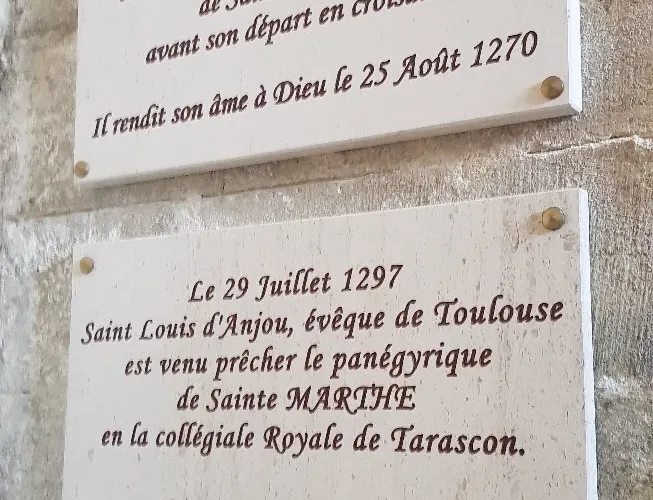 avant son départ en
Il rendit son âme à Dieu le 25 Août 1270
Le 29 Juillet 1297
Saint Louis d'Anjou, évêque de Toulouse
est venu prêcher le panégyrique
de Sainte MARTHE
en la collégiale Royale de Tarascon.